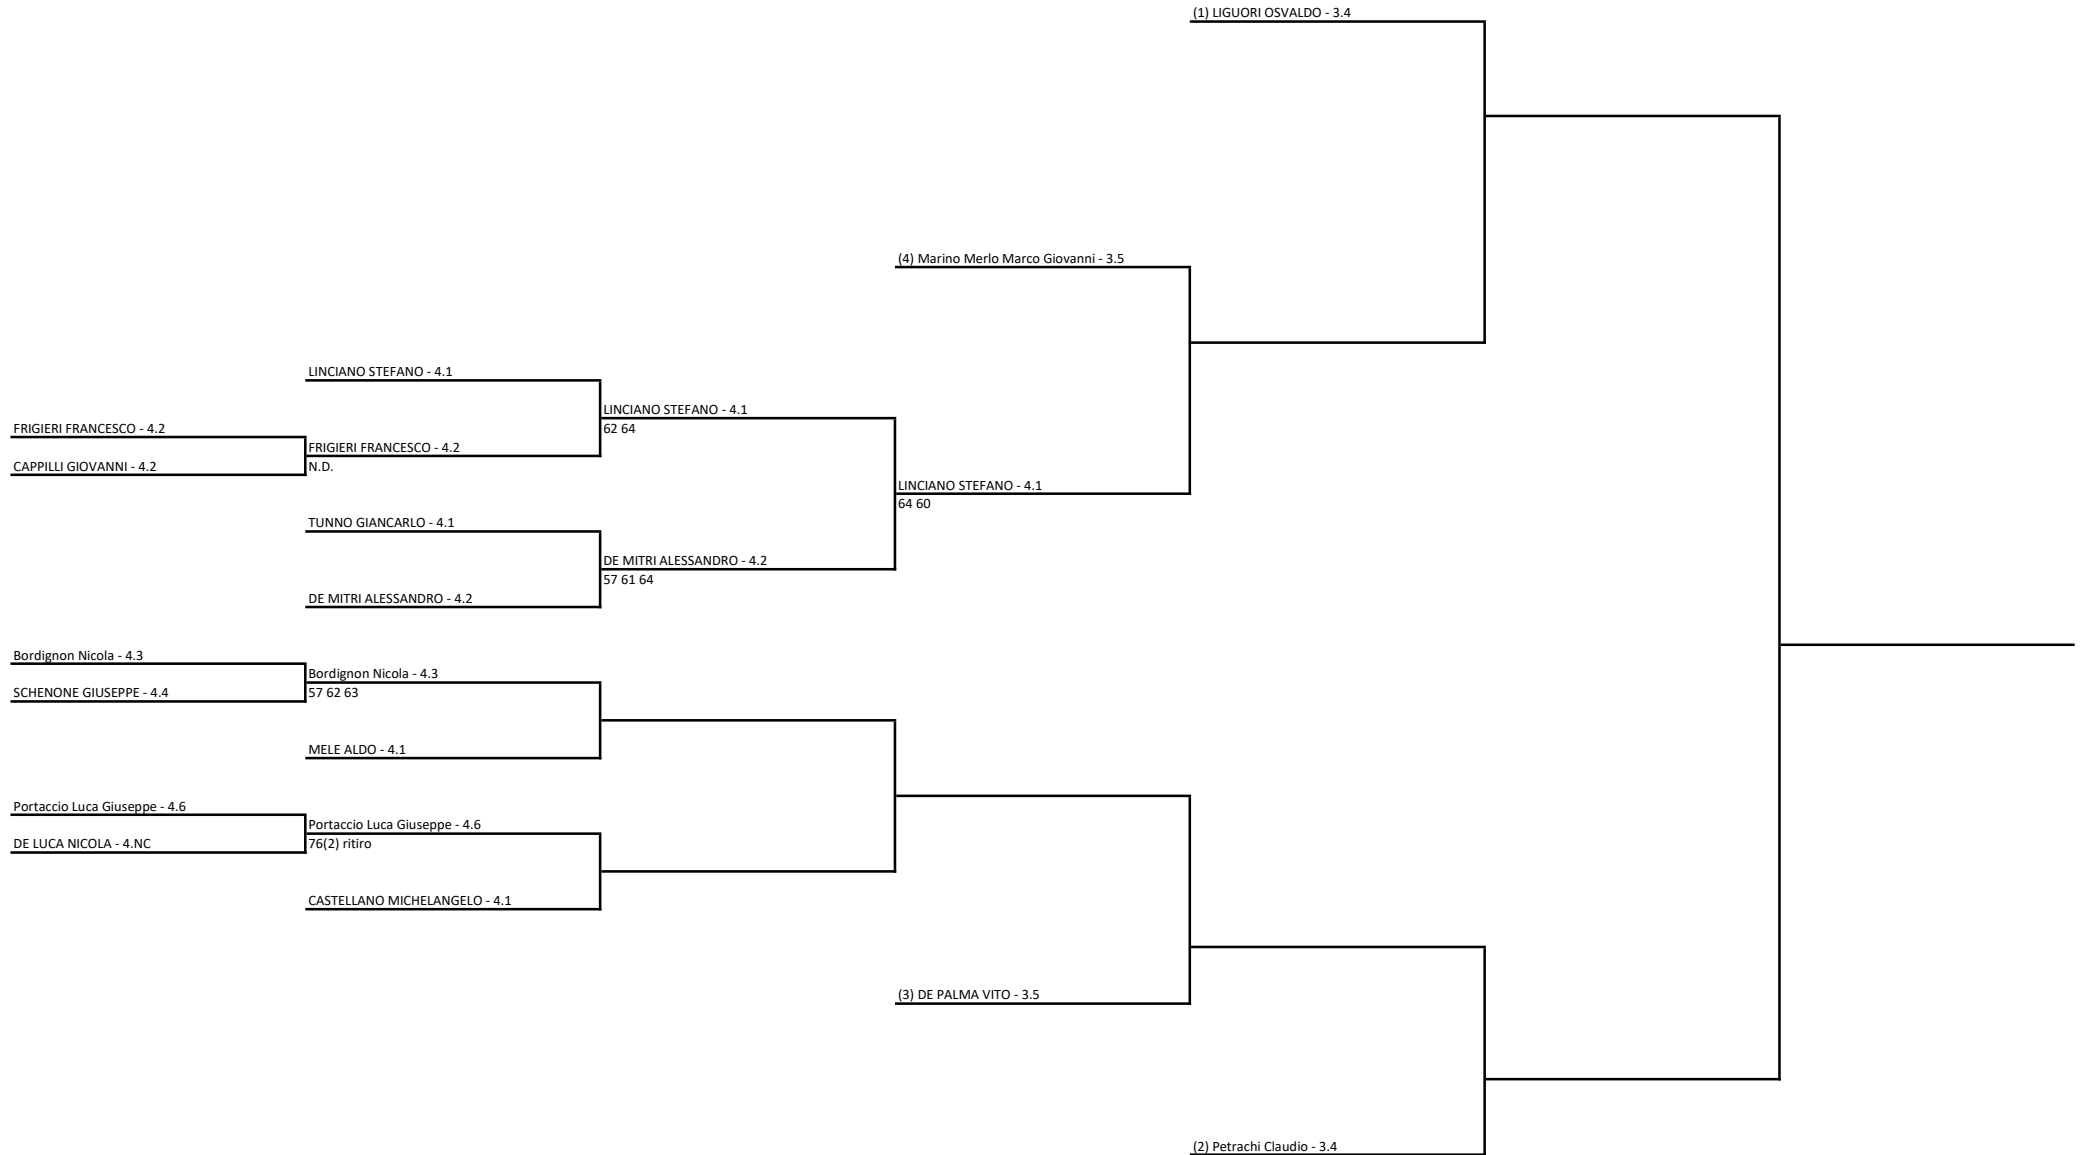 (1) LIGUORI OSVALDO - 3.4
(4) Marino Merlo Marco Giovanni - 3.5
LINCIANO STEFANO - 4.1
LINCIANO STEFANO - 4.1
62 64
FRIGIERI FRANCESCO - 4.2
FRIGIERI FRANCESCO - 4.2
CAPPILLI GIOVANNI - 4.2
N.D.
LINCIANO STEFANO - 4.1
64 60
TUNNO GIANCARLO - 4.1
DE MITRI ALESSANDRO - 4.2
57 61 64
DE MITRI ALESSANDRO - 4.2
Bordignon Nicola - 4.3
Bordignon Nicola - 4.3
SCHENONE GIUSEPPE - 4.4
57 62 63
MELE ALDO - 4.1
Portaccio Luca Giuseppe - 4.6
Portaccio Luca Giuseppe - 4.6
DE LUCA NICOLA - 4.NC
76(2) ritiro
CASTELLANO MICHELANGELO - 4.1
(3) DE PALMA VITO - 3.5
(2) Petrachi Claudio - 3.4